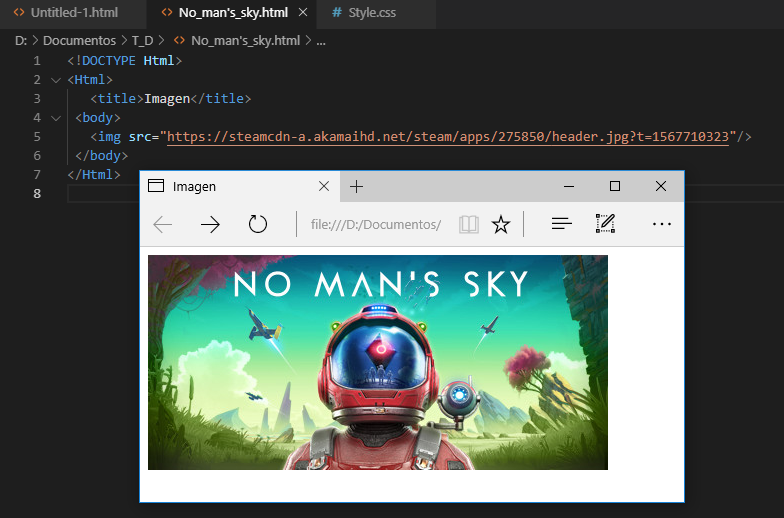 Untitled-1.html No_man's_sky.html Style.css
D: > Documentos > T_D > No_man's_sky.html > ...
1 <!DOCTYPE Html>
2 <Html>
3 <title>Imagen</title>
4 <body>
5 <img src="https://steamcdn-a.akamaihd.net/steam/apps/275850/header.jpg?t=1567710323"/>
6 </body>
7 </Html>
8
Imagen
file:///D:/Documentos/
NO MAN'S SKY